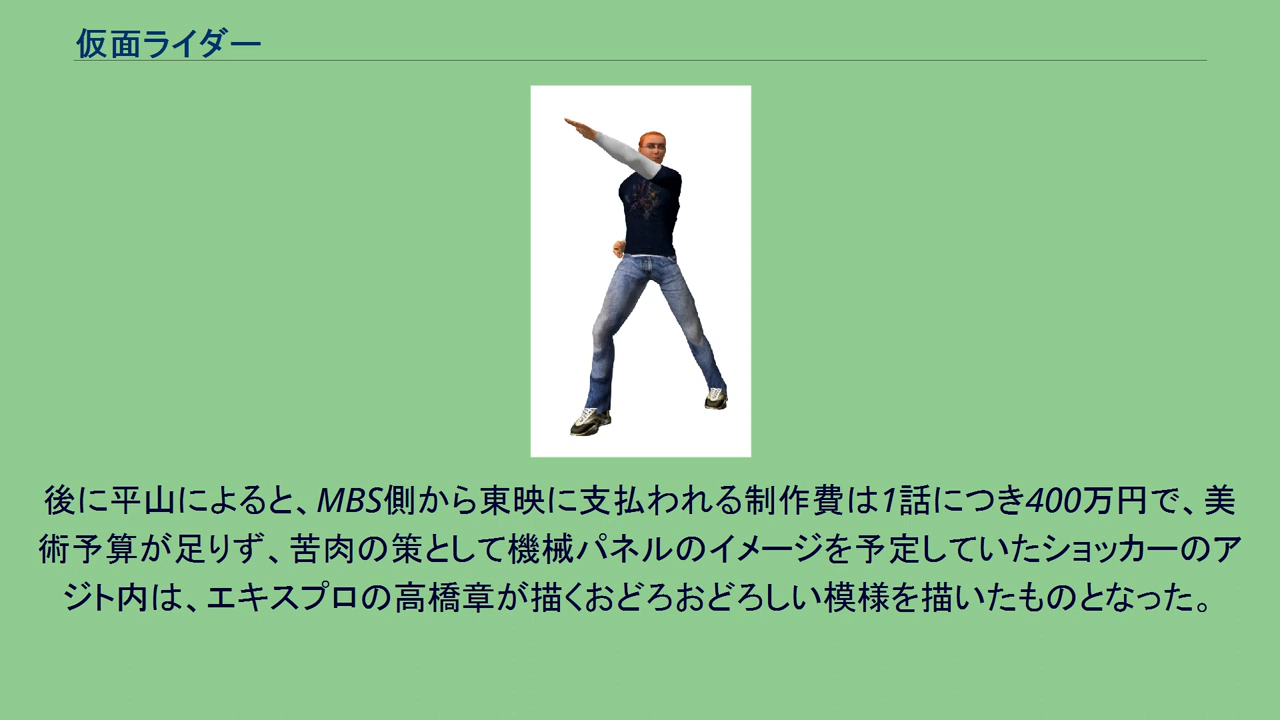 仮面ライダー
後に平山によると、MBS側から東映に支払われる制作費は1話につき400万円で、美
術予算が足りず、苦肉の策として機械パネルのイメージを予定していたショッカーのア
ジト内は、エキスプロの高橋章が描くおどろおどろしい模様を描いたものとなった。